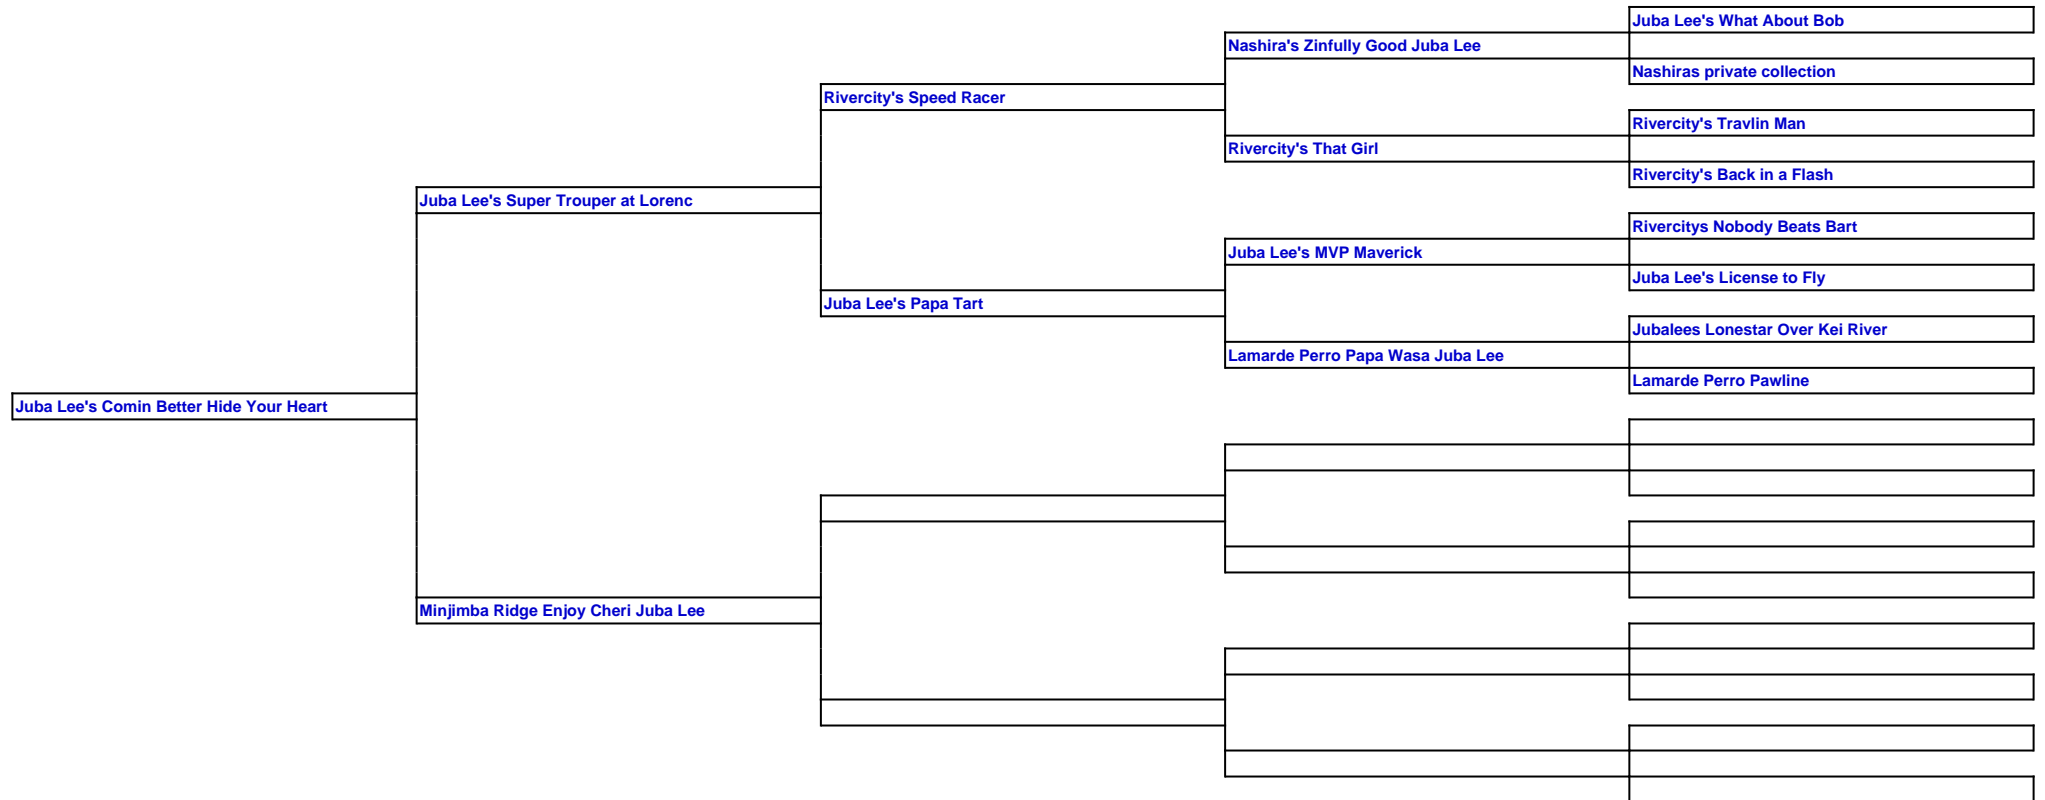 Juba Lee's What About Bob
Nashira's Zinfully Good Juba Lee
Nashiras private collection
Rivercity's Speed Racer
Rivercity's Travlin Man
Rivercity's That Girl
Rivercity's Back in a Flash
Juba Lee's Super Trouper at Lorenc
Rivercitys Nobody Beats Bart
Juba Lee's MVP Maverick
Juba Lee's License to Fly
Juba Lee's Papa Tart
Jubalees Lonestar Over Kei River
Lamarde Perro Papa Wasa Juba Lee
Lamarde Perro Pawline
Juba Lee's Comin Better Hide Your Heart
Minjimba Ridge Enjoy Cheri Juba Lee